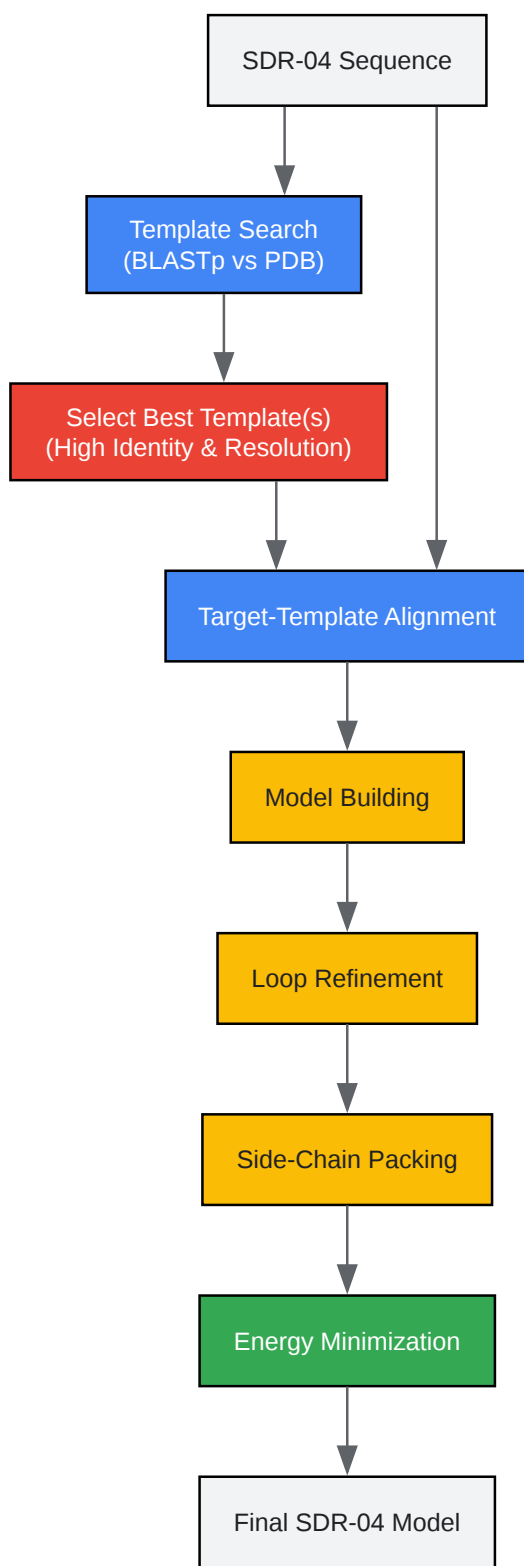 SDR-04 Sequence
Template Search
(BLASTp vs PDB)
Select Best Template(s)
(High Identity & Resolution)
Target-Template Alignment
Model Building
Loop Refinement
Side-Chain Packing
Energy Minimization
Final SDR-04 Model